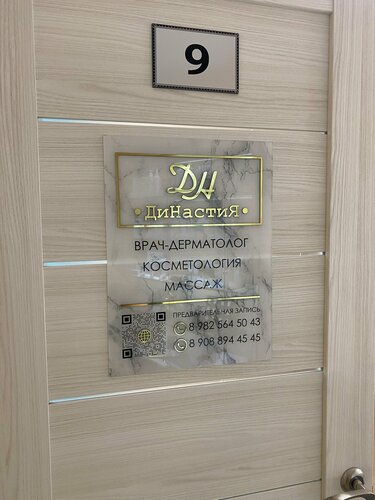 9
ДН
• ДиНастиЯ •
ВРАЧ-ДЕРМАТОЛОГ
КОСМЕТОЛОГИЯ
МАССАЖ
ПРЕДВАРИТЕЛЬНАЯ ЗАПИСЬ
8 982 564 50 43
8 908 894 45 45